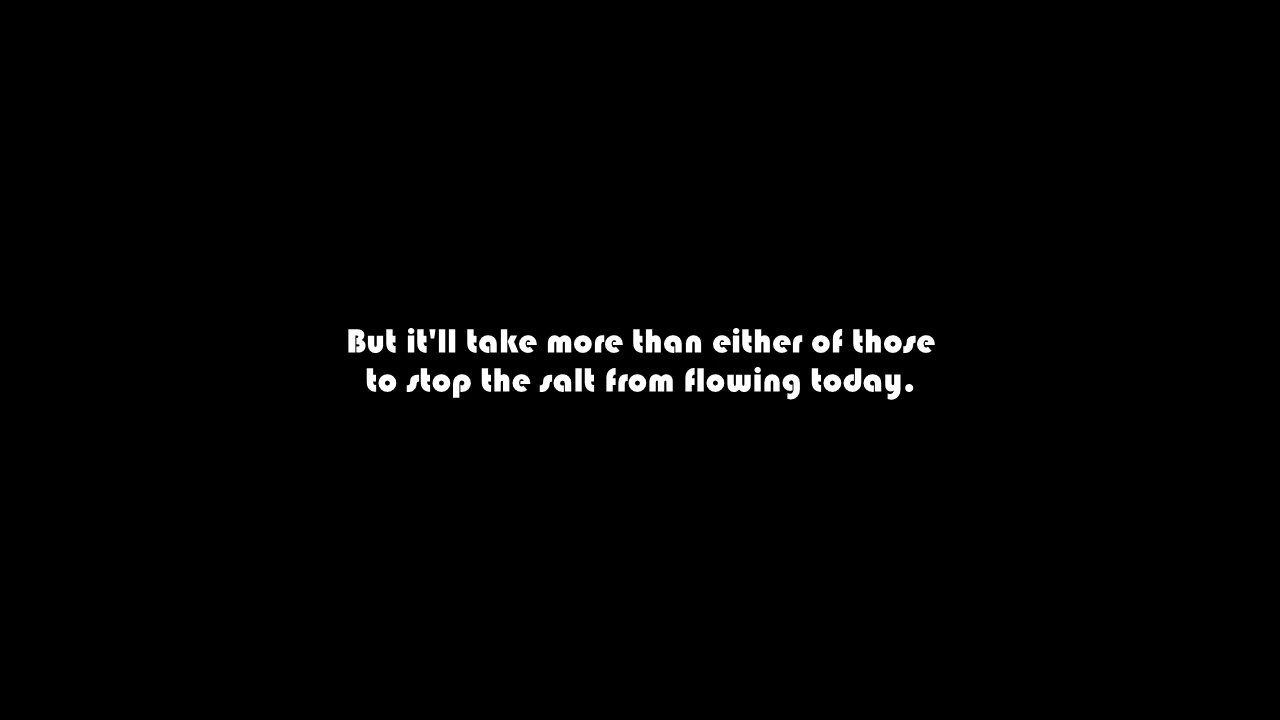 But it'll take more than either of those
to stop the salt from flowing today.